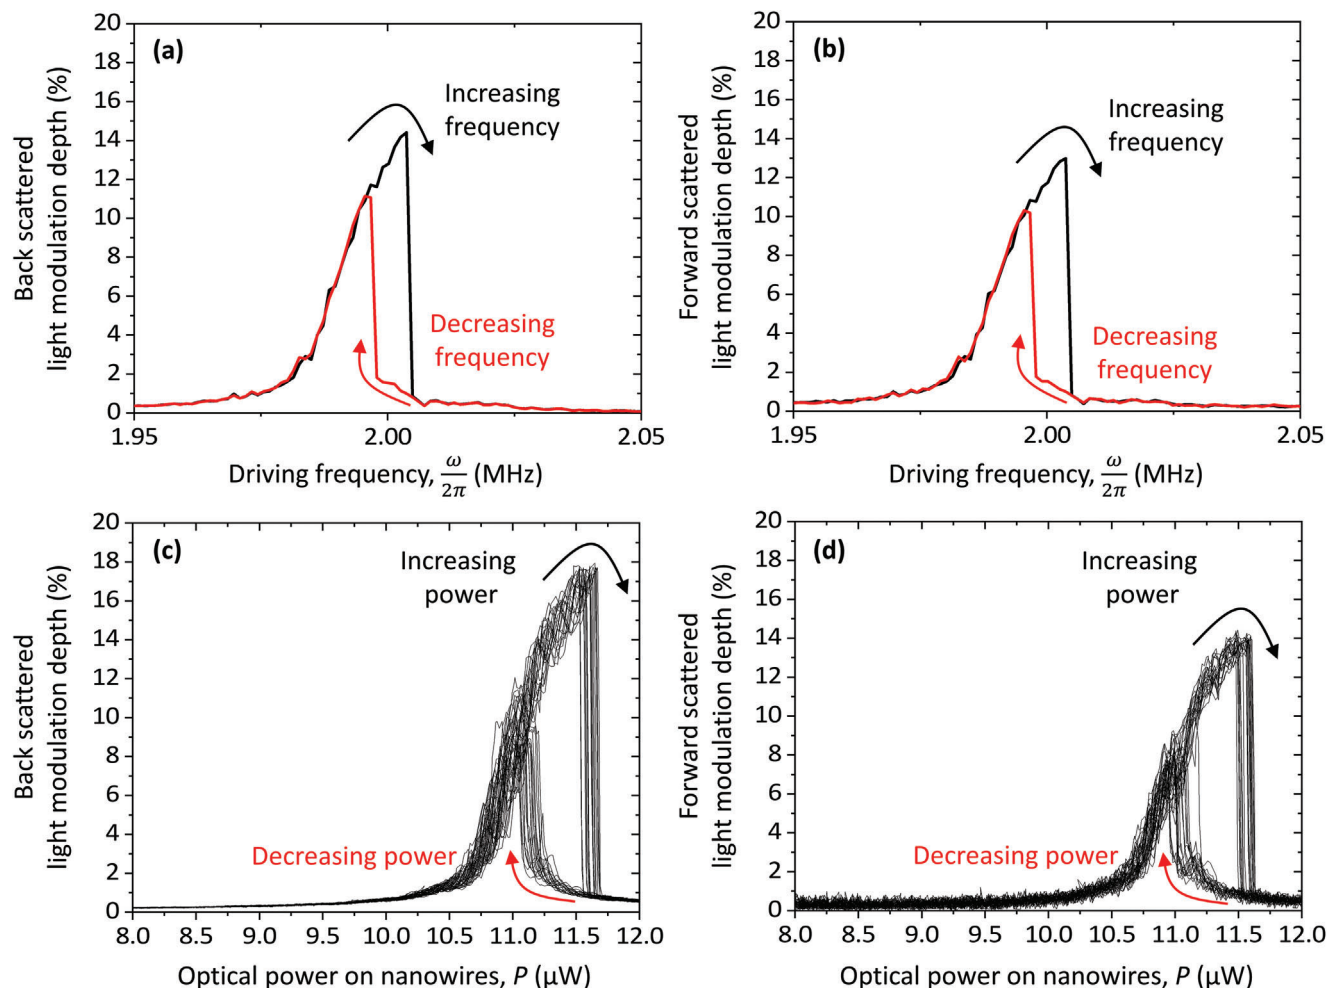 (a)
20
18
16
14
12
10
8
6
4
2
0
Back scattered
light modulation depth (%)
Increasing
frequency
Decreasing
frequency
1.95
2.00
2.05
Driving frequency, ω/2π (MHz)
(b)
20
18
16
14
12
10
8
6
4
2
0
Forward scattered
light modulation depth (%)
Increasing
frequency
Decreasing
frequency
1.95
2.00
2.05
Driving frequency, ω/2π (MHz)
(c)
20
18
16
14
12
10
8
6
4
2
0
Back scattered
light modulation depth (%)
Increasing
power
Decreasing power
8.0
8.5
9.0
9.5
10.0
10.5
11.0
11.5
12.0
Optical power on nanowires, P (µW)
(d)
20
18
16
14
12
10
8
6
4
2
0
Forward scattered
light modulation depth (%)
Increasing
power
Decreasing power
8.0
8.5
9.0
9.5
10.0
10.5
11.0
11.5
12.0
Optical power on nanowires, P (µW)